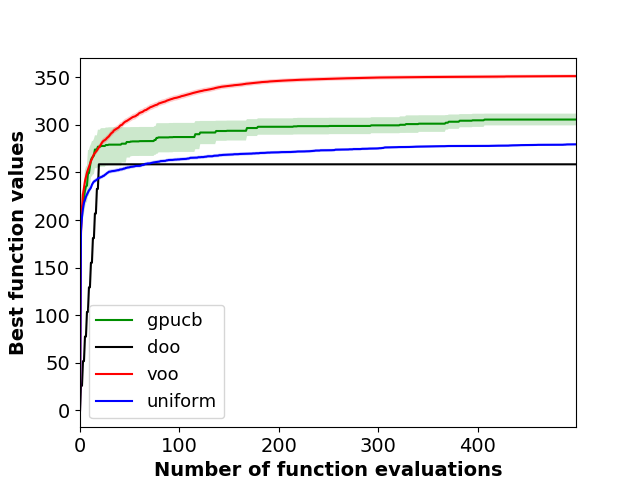 Best function values
350
300
250
200
150
100
50
0
gpucb
doo
voo
uniform
0 100 200 300 400
Number of function evaluations